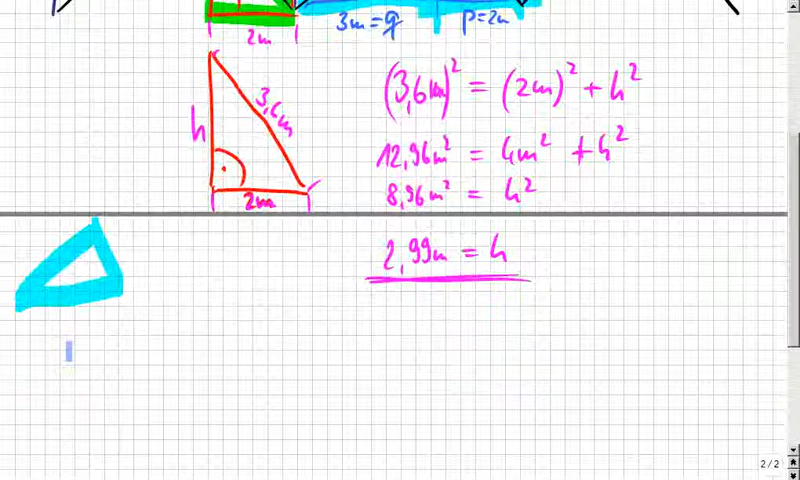 3m = q
p = 2m
2m
(3,6m)² = (2m)² + h²
3,6m
h
12,96m² = 4m² + h²
8,96m² = h²
2m
2,99m = h
2/2